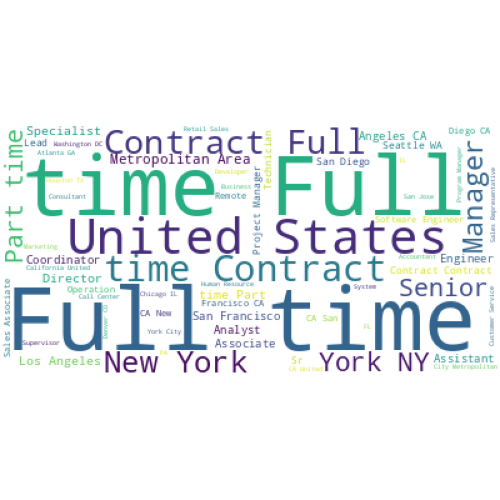 Retail Sales
Specialist
Lead
Washington DC
Atlanta GA
Contract
Full
Angeles CA
Diego CA
Seattle WA
Metropolitan Area
San Diego
IL
Technician
Part time
time Full
Houston TX
Developer
Business
Consultant
Remote
San Jose
Program Manager
Manager
Sales Representative
United States
Software Engineer
Project Manager
Marketing
Coordinator
California United
time Contract
Accountant
Engineer
Contract Contract
Director
Human Resource
System
Senior
Operation
Call Center
Chicago IL
time Part
Francisco CA
Full time
Sales Associate
Denver CO
CA New
San Francisco
CA San
York City
Analyst
FL
Customer Service
Supervisor
Associate
PA
Los Angeles
New York
Sr
CA United
York NY
Assistant
City Metropolitan